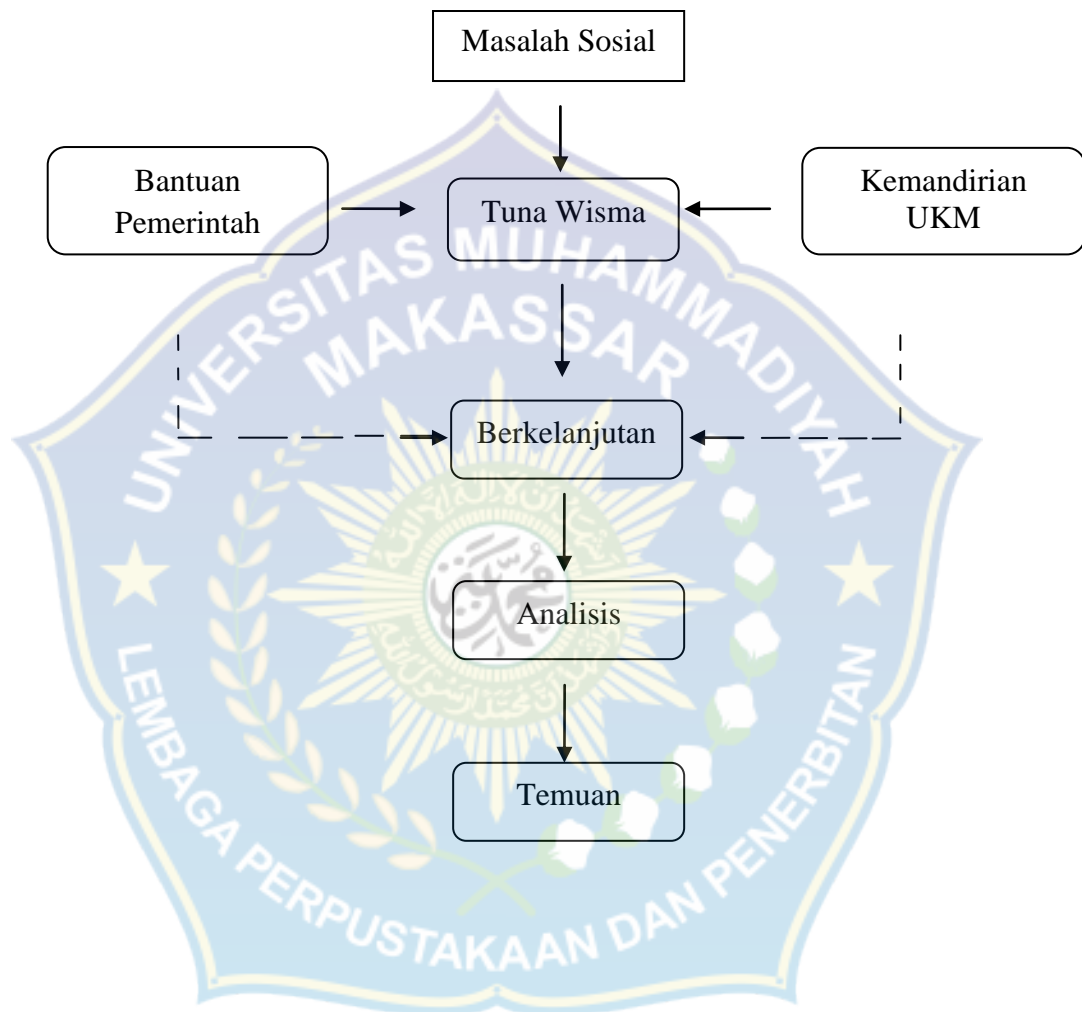 Masalah Sosial
Bantuan
Pemerintah
Tuna Wisma
Kemandirian
UKM
Berkelanjutan
Analisis
Temuan
UNIVERSITAS MUHAMMADIYAH
MAKASSAR
LEMBAGA PERPUSTAKAAN DAN PENERBITAN